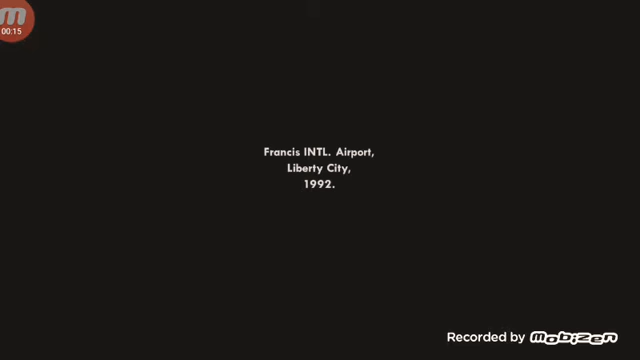 m
00:15
Francis INTL. Airport,
Liberty City,
1992.
Recorded by mobizen